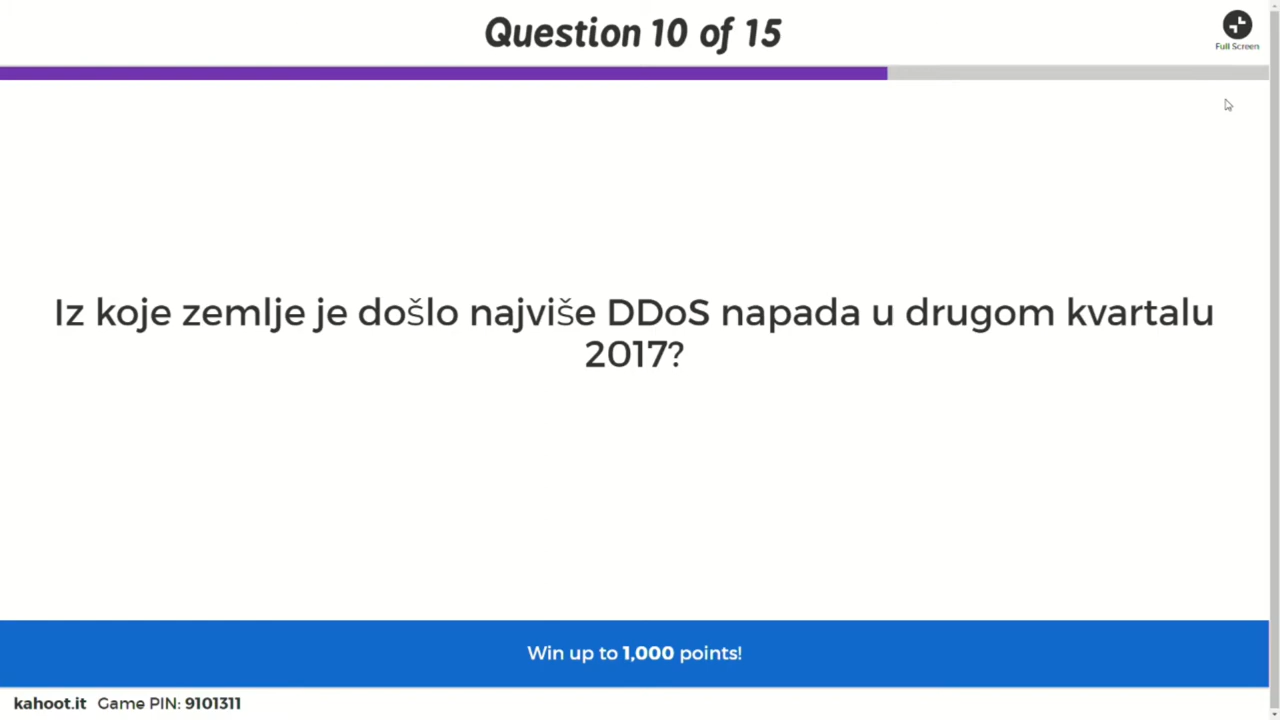 Question 10 of 15
Full Screen
Iz koje zemlje je došlo najviše DDoS napada u drugom kvartalu
2017?
Win up to 1,000 points!
kahoot.it Game PIN: 9101311